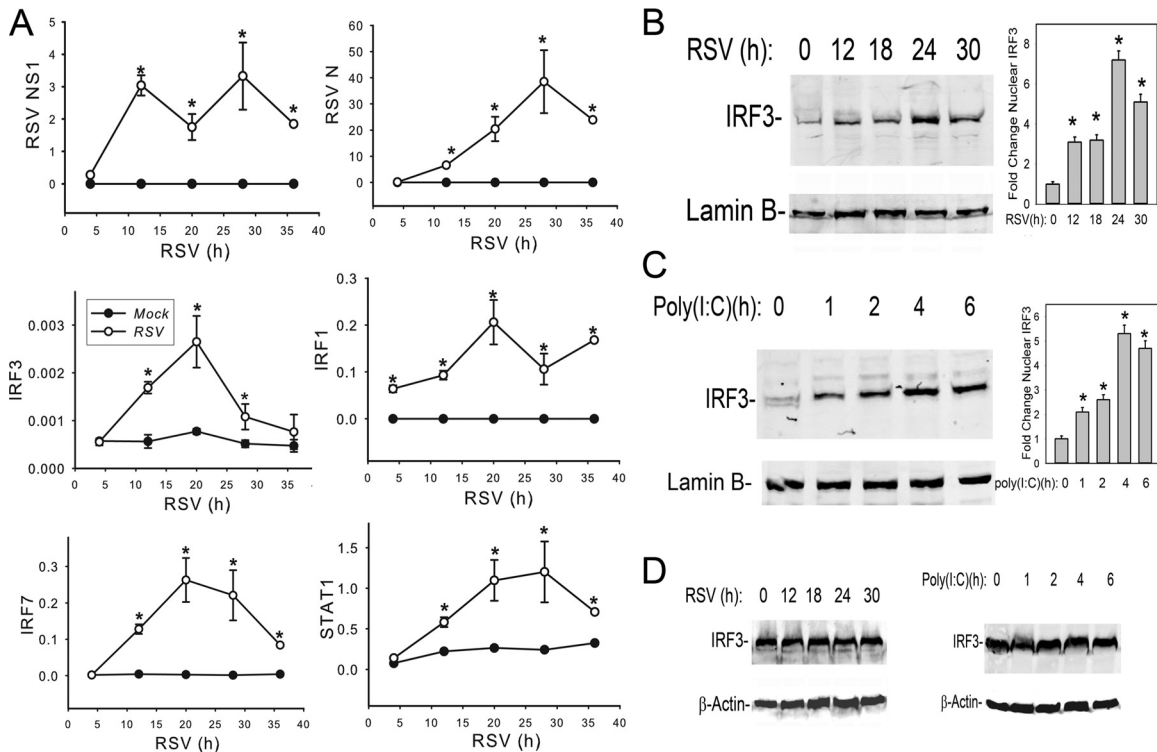 A
RSV NS1
5
4
3
2
1
0
0 5 10 15 20 25 30 35 40
RSV (h)
* * * *
RSV N
60
50
40
30
20
10
0
0 5 10 15 20 25 30 35 40
RSV (h)
* * * *
IRF3
0.003
0.002
0.001
0.000
Mock
RSV
0 5 10 15 20 25 30 35
RSV (h)
* * *
IRF1
0.3
0.2
0.1
0.0
0 5 10 15 20 25 30 35 40
RSV (h)
* * * * *
IRF7
0.3
0.2
0.1
0.0
0 5 10 15 20 25 30 35 40
RSV (h)
* * * *
STAT1
1.5
1.0
0.5
0.0
0 5 10 15 20 25 30 35 40
RSV (h)
* * * * *
B
RSV (h): 0 12 18 24 30
IRF3-
Lamin B-
Fold Change Nuclear IRF3
8
6
4
2
0
* * * *
RSV(h): 0 12 18 24 30
C
Poly(I:C)(h): 0 1 2 4 6
IRF3-
Lamin B-
Fold Change Nuclear IRF3
6
5
4
3
2
1
0
* * * *
poly(I:C)(h): 0 1 2 4 6
D
RSV (h): 0 12 18 24 30
IRF3-
β-Actin-
Poly(I:C)(h): 0 1 2 4 6
IRF3-
β-Actin-